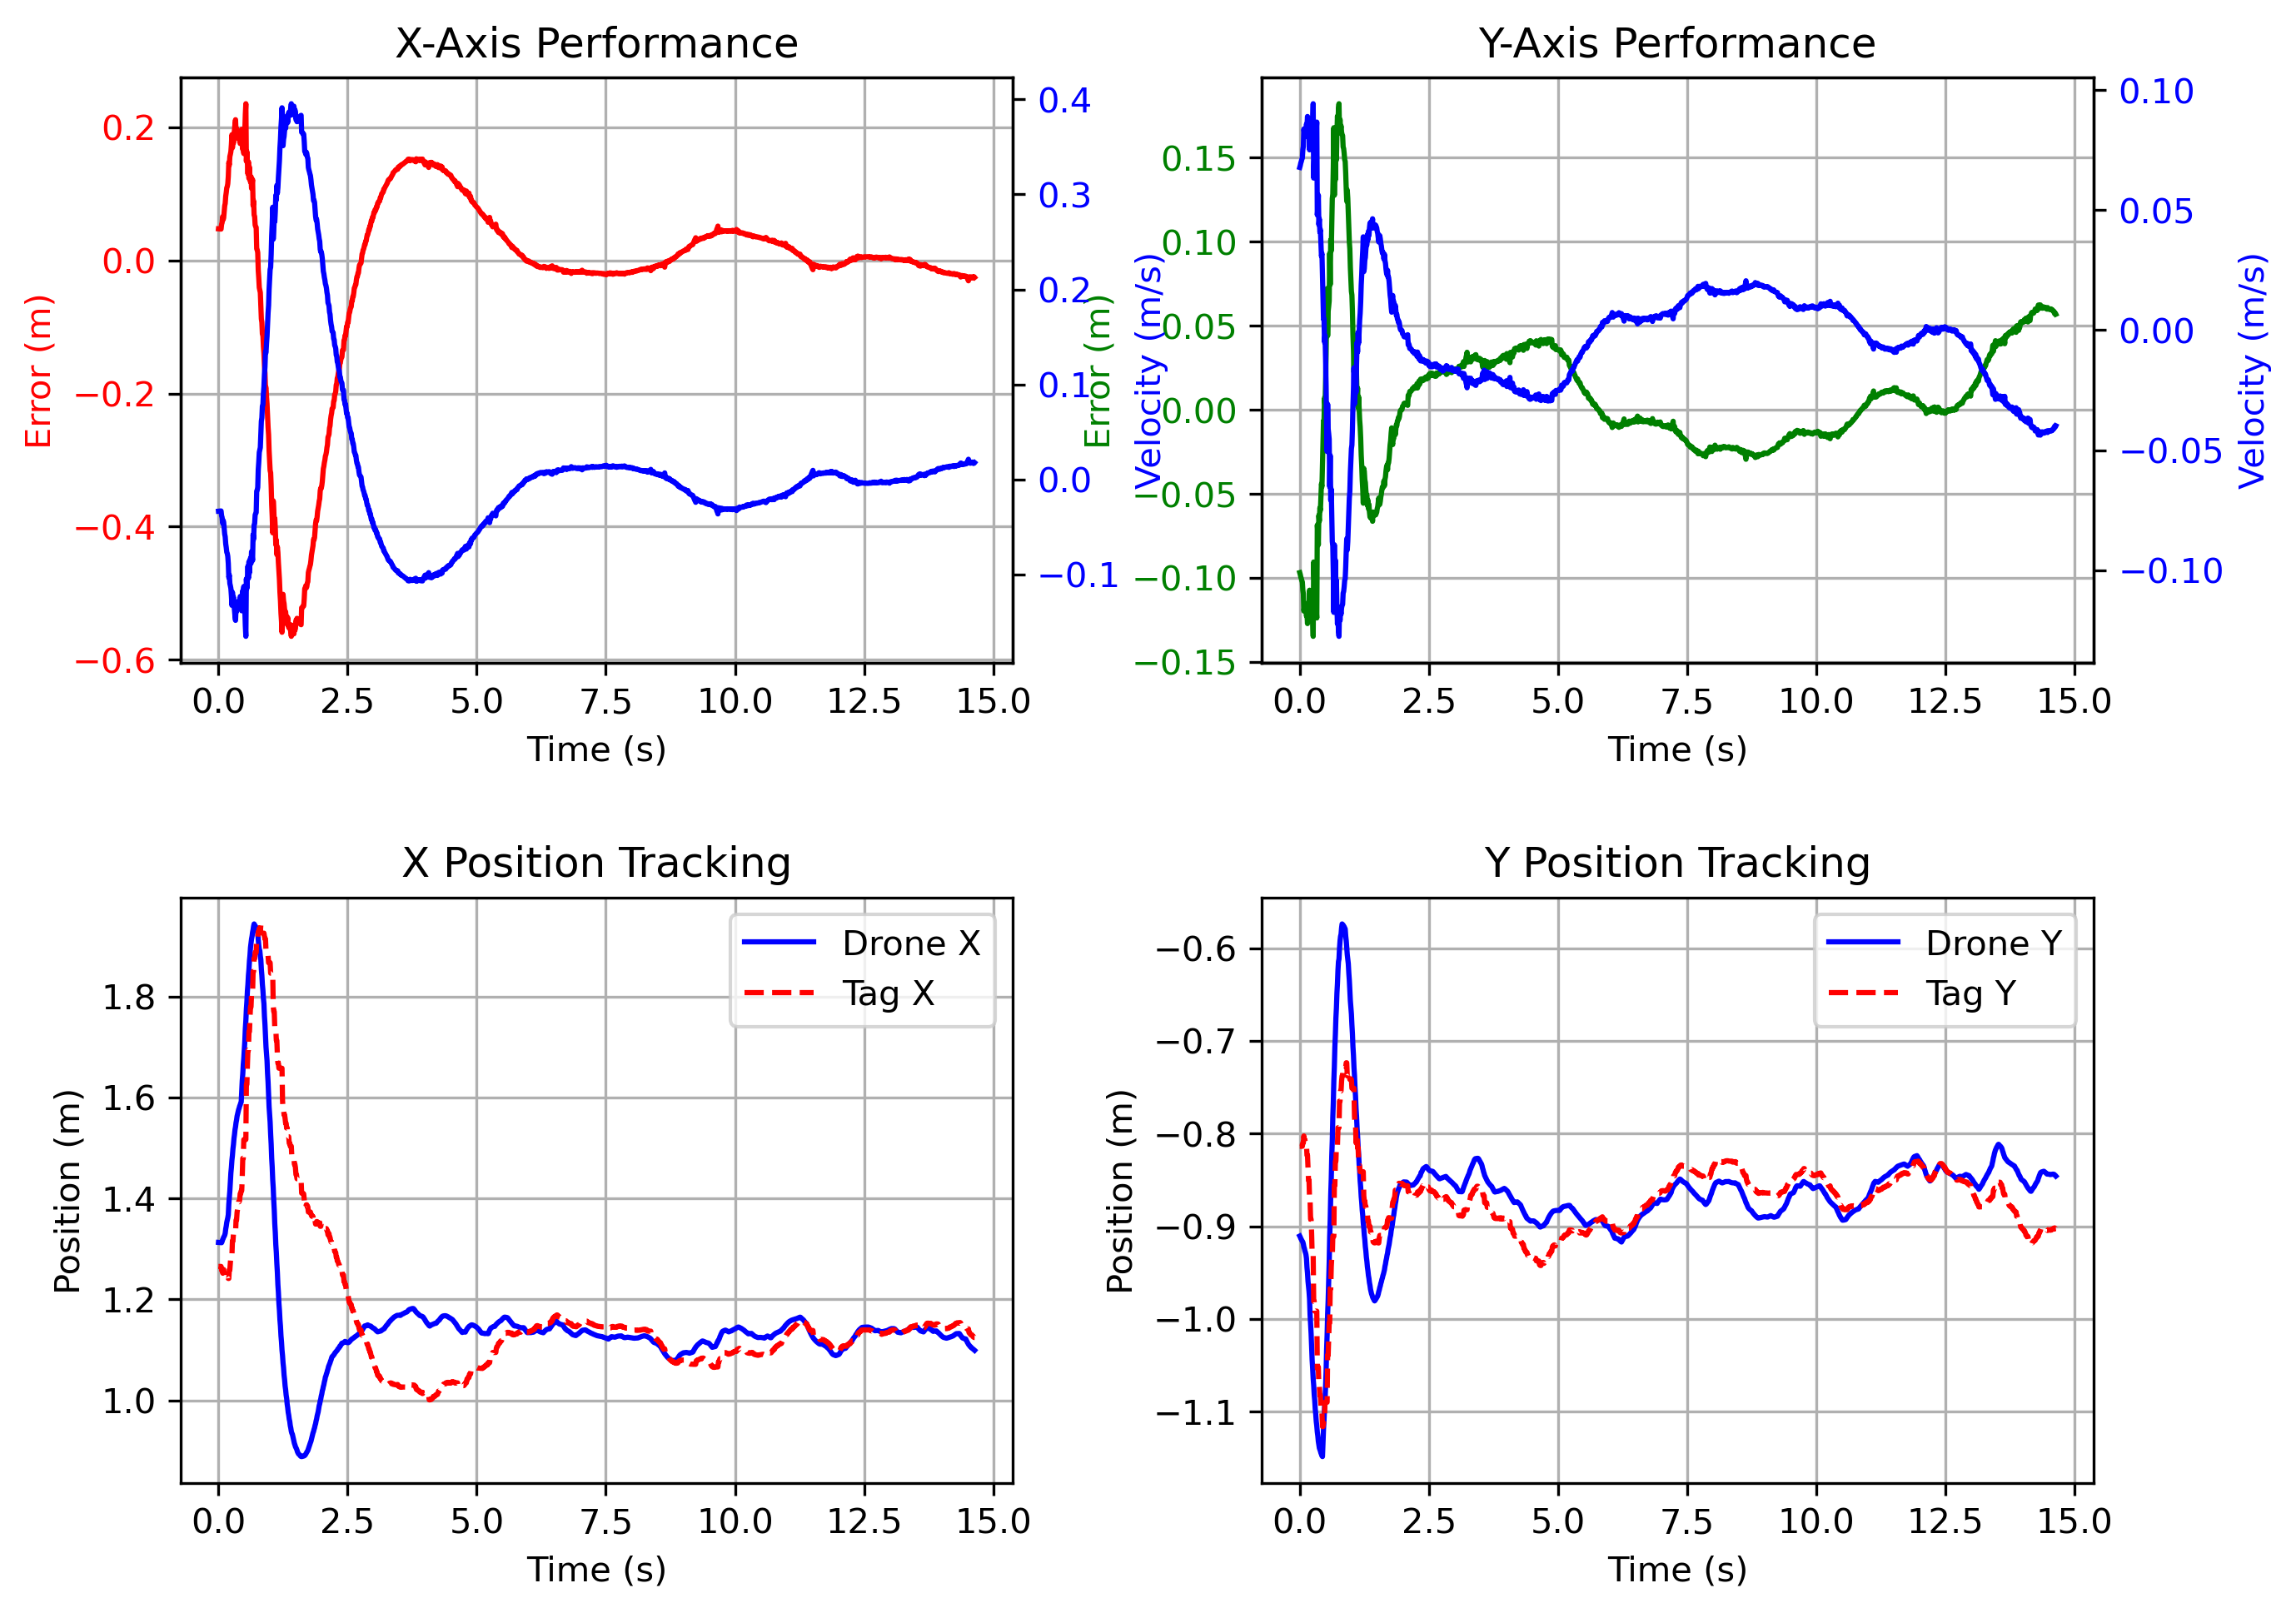 X-Axis Performance
Y-Axis Performance
Error (m)
0.2
0.0
−0.2
−0.4
−0.6
0.4
0.3
0.2
0.1
0.0
−0.1
Velocity (m/s)
0.0 2.5 5.0 7.5 10.0 12.5 15.0
Time (s)
Error (m)
0.15
0.10
0.05
0.00
−0.05
−0.10
−0.15
0.10
0.05
0.00
−0.05
−0.10
Velocity (m/s)
0.0 2.5 5.0 7.5 10.0 12.5 15.0
Time (s)
X Position Tracking
Position (m)
1.8
1.6
1.4
1.2
1.0
Drone X
Tag X
0.0 2.5 5.0 7.5 10.0 12.5 15.0
Time (s)
Y Position Tracking
Position (m)
−0.6
−0.7
−0.8
−0.9
−1.0
−1.1
Drone Y
Tag Y
0.0 2.5 5.0 7.5 10.0 12.5 15.0
Time (s)